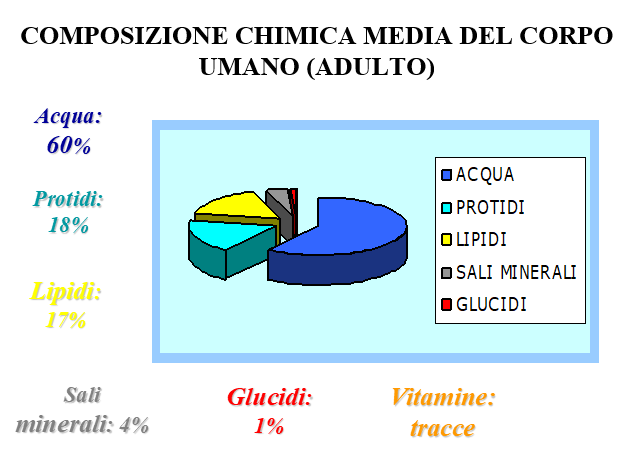 COMPOSIZIONE CHIMICA MEDIA DEL CORPO
UMANO (ADULTO)
Acqua:
60%
Protidi:
18%
Lipidi:
17%
ACQUA
PROTIDI
LIPIDI
SALI MINERALI
GLUCIDI
Sali
minerali: 4%
Glucidi:
1%
Vitamine:
tracce